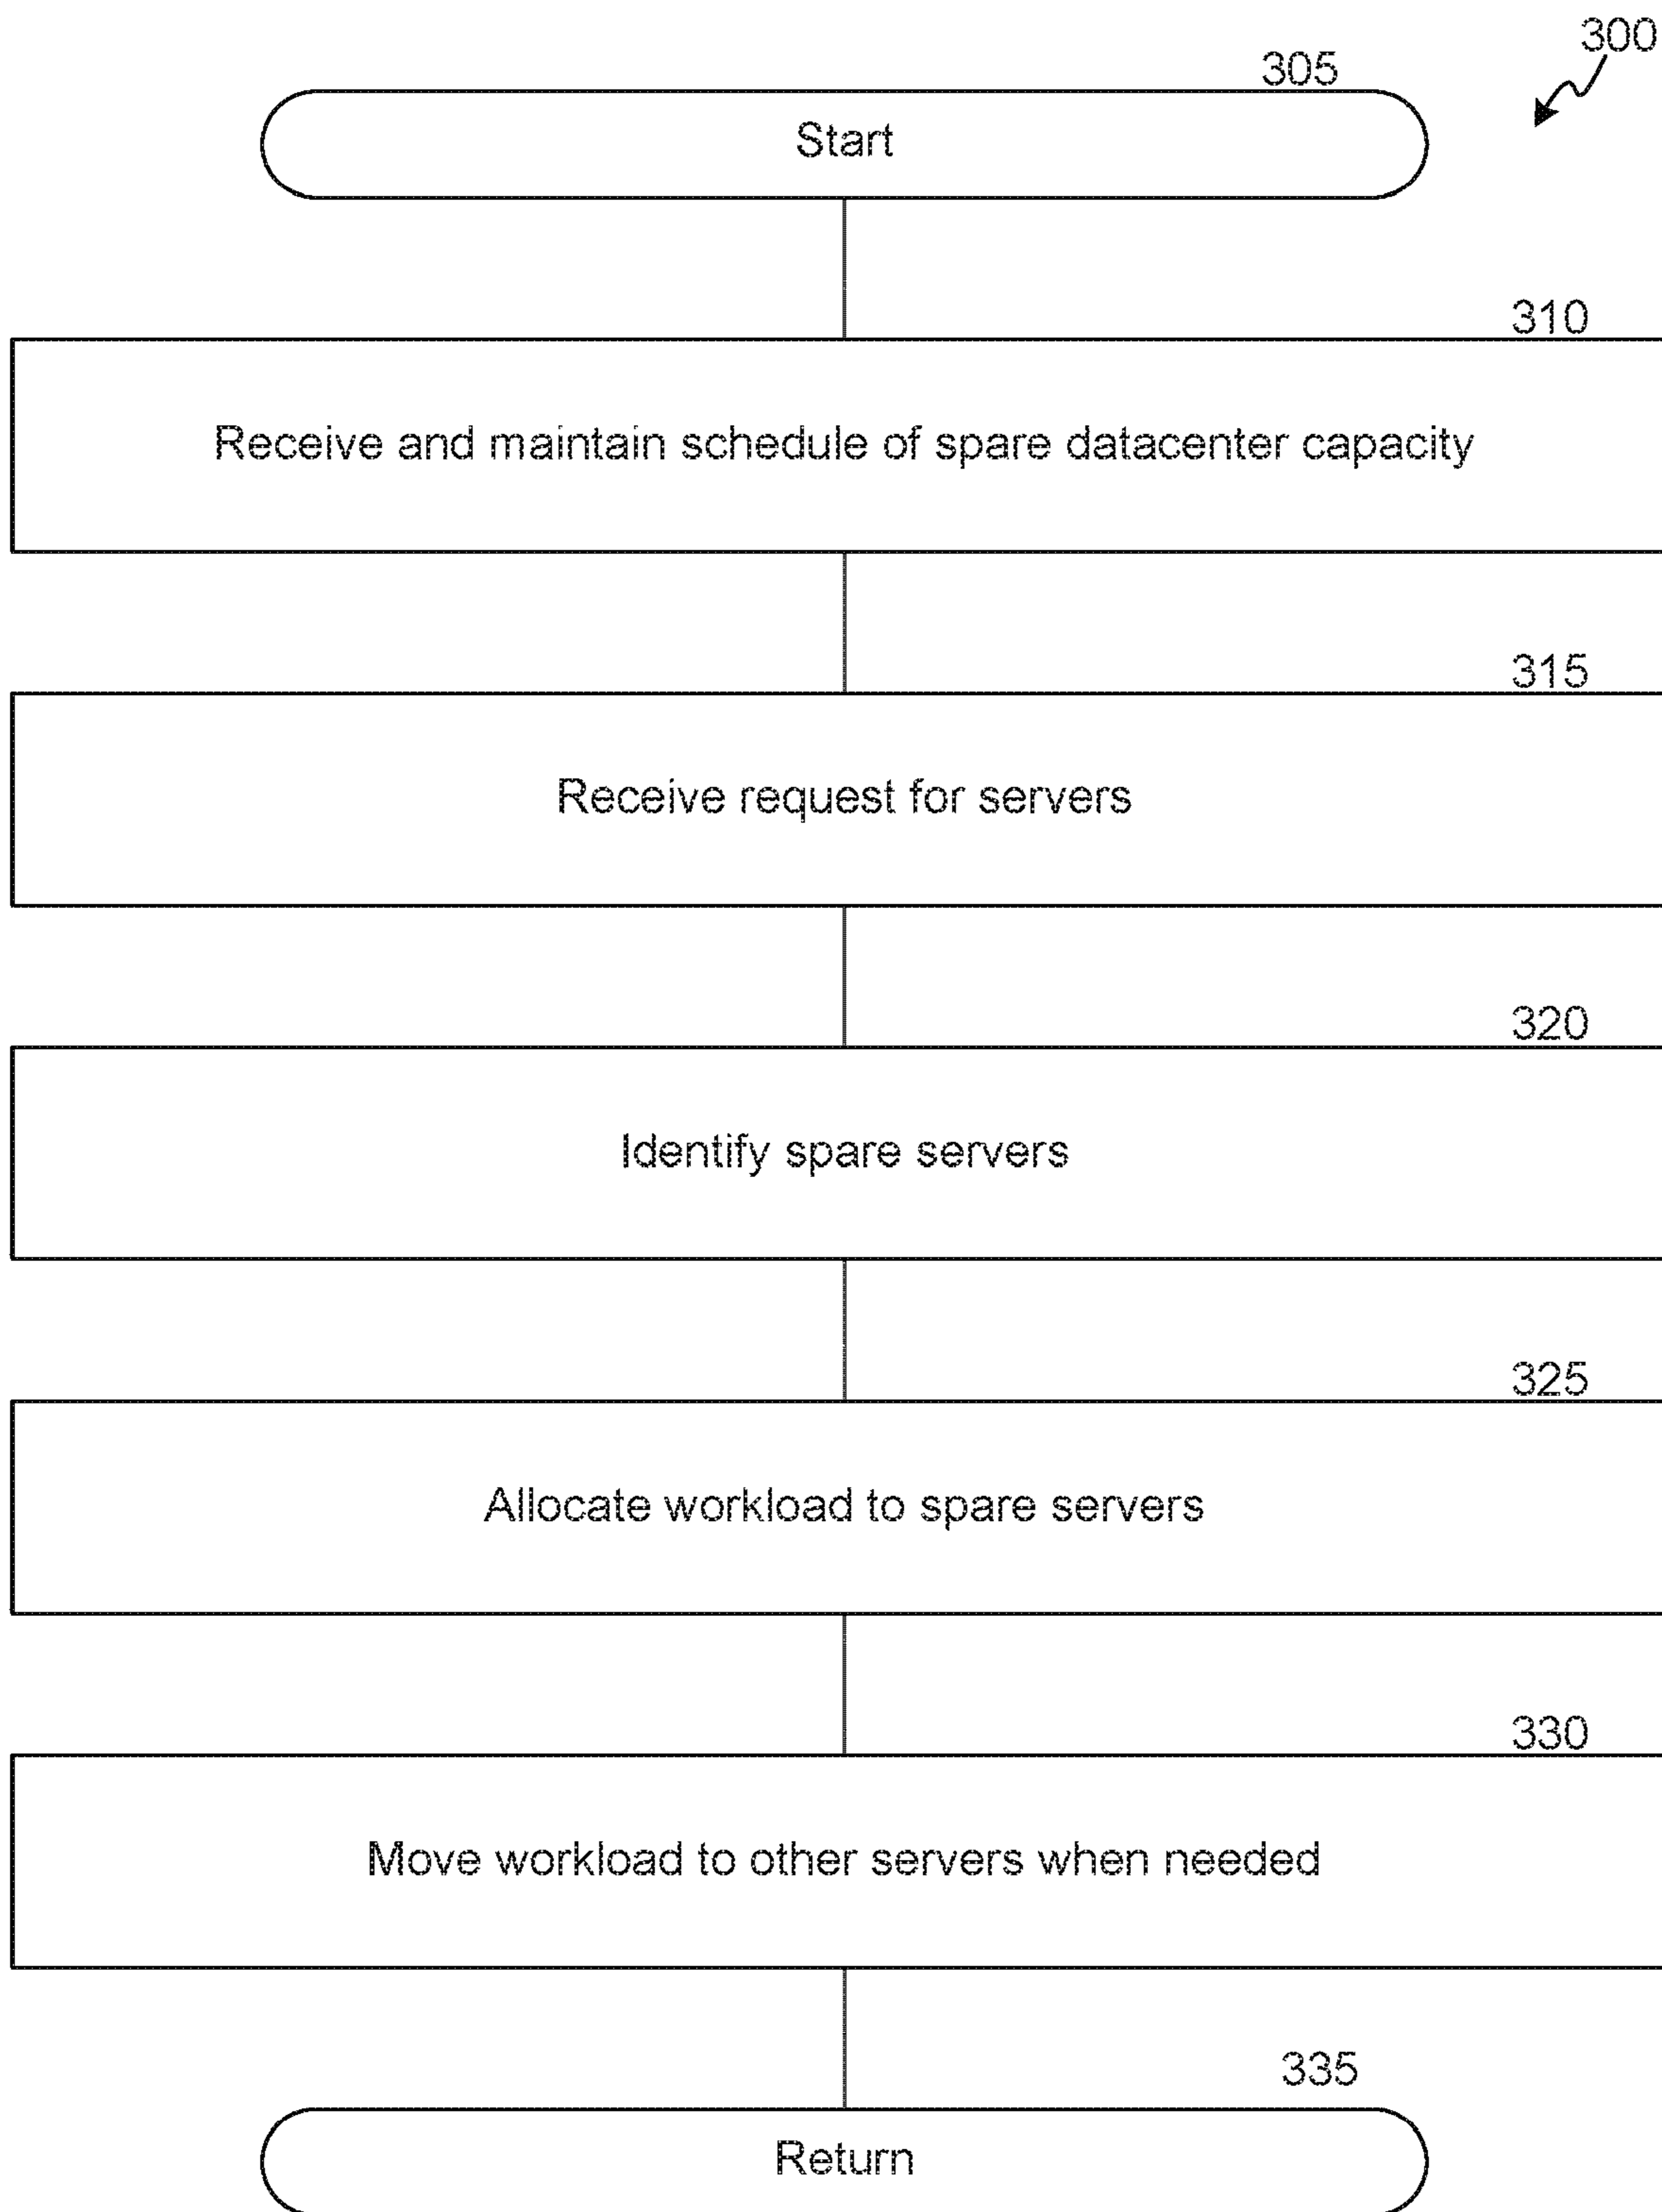 300
305
Start
310
Receive and maintain schedule of spare datacenter capacity
315
Receive request for servers
320
Identify spare servers
325
Allocate workload to spare servers
330
Move workload to other servers when needed
335
Return